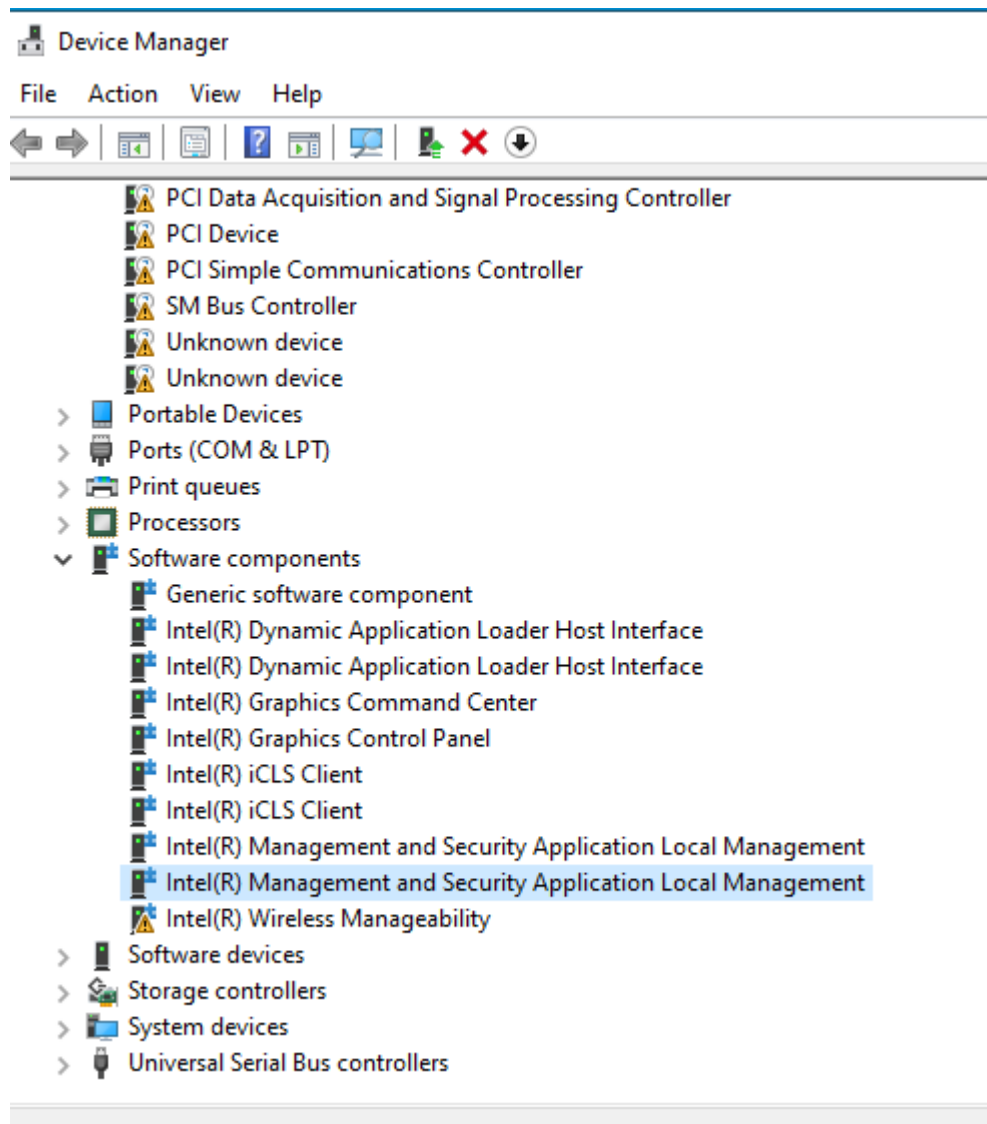 Device Manager
File Action View Help
PCI Data Acquisition and Signal Processing Controller
PCI Device
PCI Simple Communications Controller
SM Bus Controller
Unknown device
Unknown device
Portable Devices
Ports (COM & LPT)
Print queues
Processors
Software components
Generic software component
Intel(R) Dynamic Application Loader Host Interface
Intel(R) Dynamic Application Loader Host Interface
Intel(R) Graphics Command Center
Intel(R) Graphics Control Panel
Intel(R) iCLS Client
Intel(R) iCLS Client
Intel(R) Management and Security Application Local Management
Intel(R) Management and Security Application Local Management
Intel(R) Wireless Manageability
Software devices
Storage controllers
System devices
Universal Serial Bus controllers